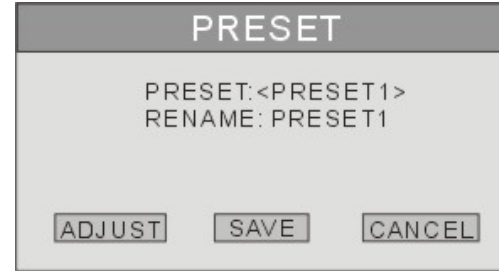 PRESET
PRESET:<PRESET1>
RENAME: PRESET1
ADJUST SAVE CANCEL